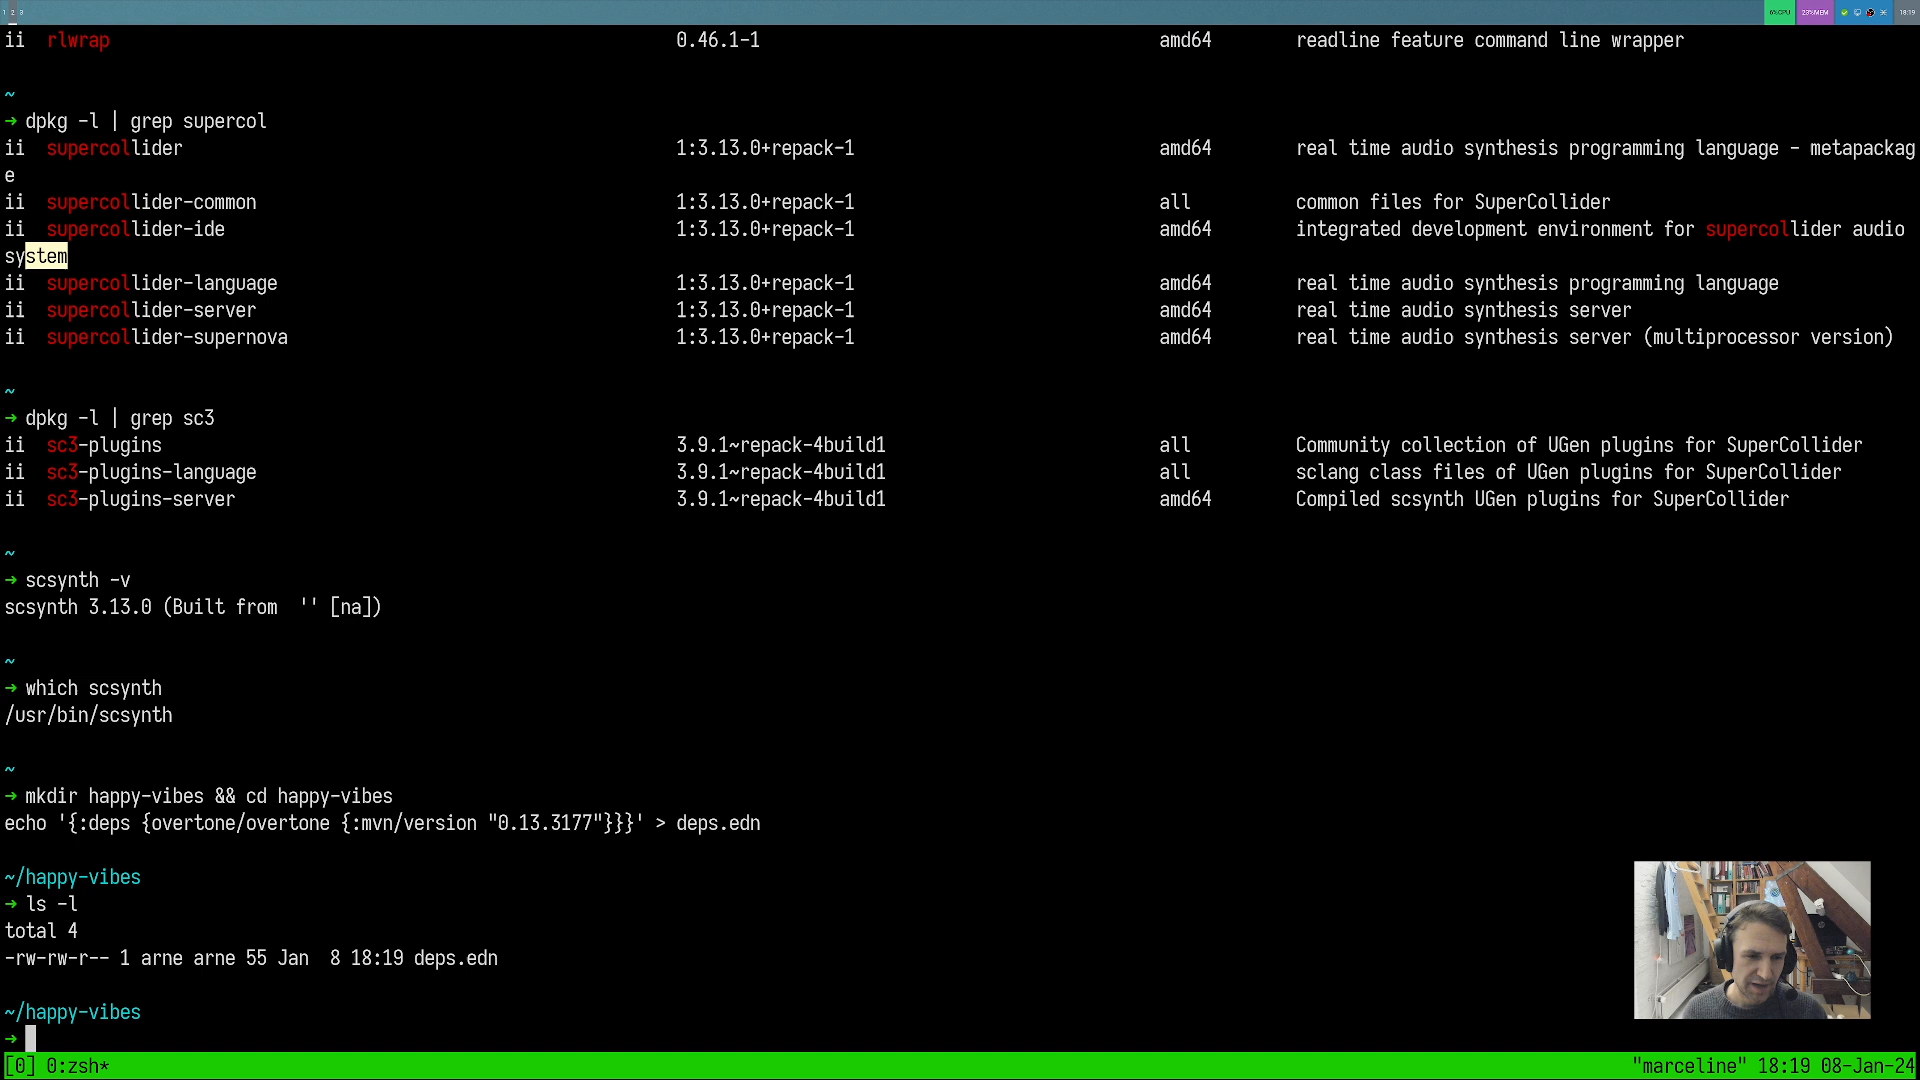 1 2 3 6%CPU 23%MEM 18:19
ii rlwrap 0.46.1-1 amd64 readline feature command line wrapper
~
→ dpkg -l | grep supercol
ii supercollider 1:3.13.0+repack-1 amd64 real time audio synthesis programming language - metapackag
e
ii supercollider-common 1:3.13.0+repack-1 all common files for SuperCollider
ii supercollider-ide 1:3.13.0+repack-1 amd64 integrated development environment for supercollider audio
system
ii supercollider-language 1:3.13.0+repack-1 amd64 real time audio synthesis programming language
ii supercollider-server 1:3.13.0+repack-1 amd64 real time audio synthesis server
ii supercollider-supernova 1:3.13.0+repack-1 amd64 real time audio synthesis server (multiprocessor version)
~
→ dpkg -l | grep sc3
ii sc3-plugins 3.9.1~repack-4build1 all Community collection of UGen plugins for SuperCollider
ii sc3-plugins-language 3.9.1~repack-4build1 all sclang class files of UGen plugins for SuperCollider
ii sc3-plugins-server 3.9.1~repack-4build1 amd64 Compiled scsynth UGen plugins for SuperCollider
~
→ scsynth -v
scsynth 3.13.0 (Built from  '' [na])
~
→ which scsynth
/usr/bin/scsynth
~
→ mkdir happy-vibes && cd happy-vibes
echo '{:deps {overtone/overtone {:mvn/version "0.13.3177"}}}' > deps.edn
~/happy-vibes
→ ls -l
total 4
-rw-rw-r-- 1 arne arne 55 Jan  8 18:19 deps.edn
~/happy-vibes
→
[0] 0:zsh* "marceline" 18:19 08-Jan-24